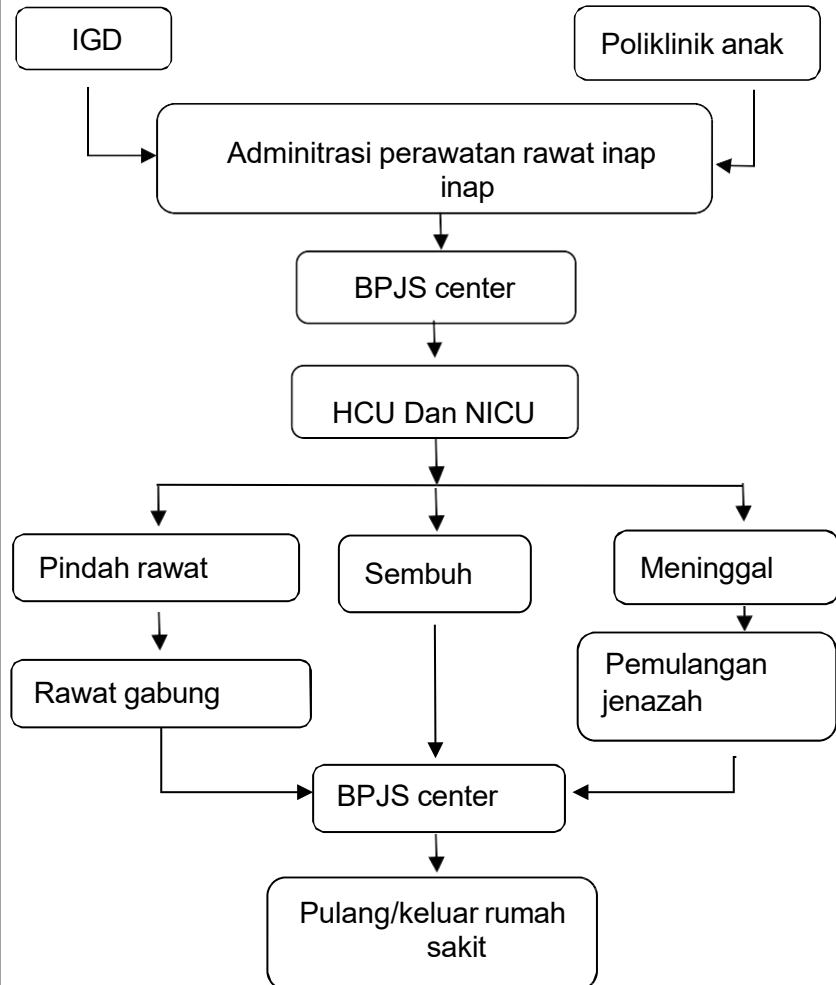 IGD
Poliklinik anak
Adminitrasi perawatan rawat inap
inap
BPJS center
HCU Dan NICU
Pindah rawat
Sembuh
Meninggal
Rawat gabung
Pemulangan
jenazah
BPJS center
Pulang/keluar rumah
sakit